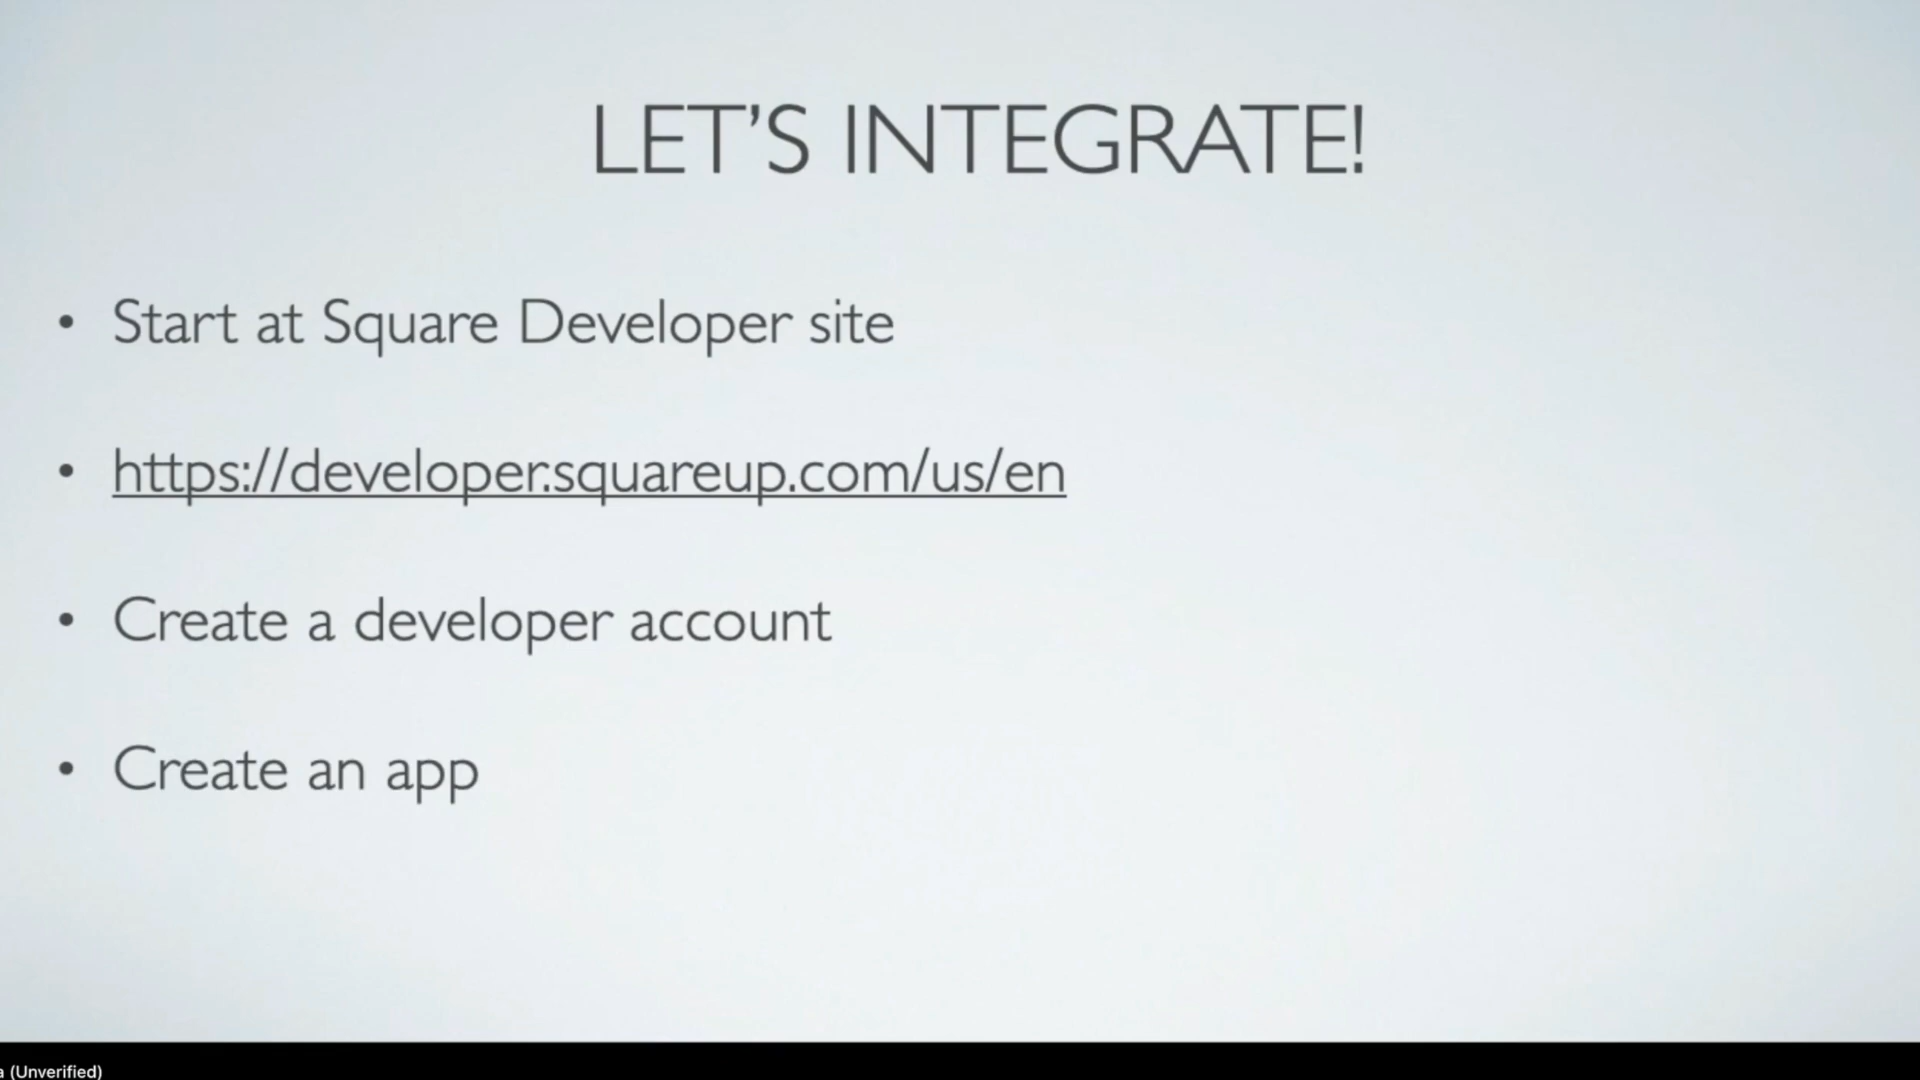 LET’S INTEGRATE!
• Start at Square Developer site
• https://developer.squareup.com/us/en
• Create a developer account
• Create an app
a (Unverified)